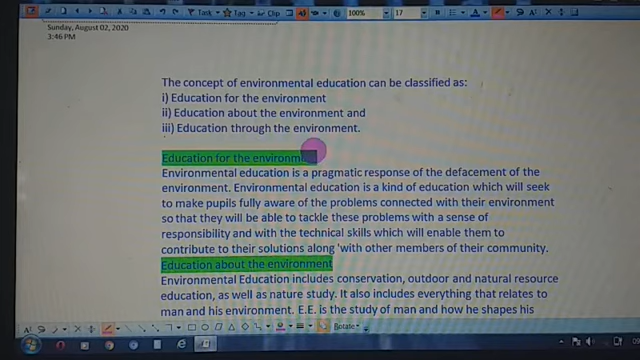 Task Tag Clip 100% 17
Sunday, August 02, 2020
3:46 PM
The concept of environmental education can be classified as:
i) Education for the environment
ii) Education about the environment and
iii) Education through the environment.
Education for the environment
Environmental education is a pragmatic response of the defacement of the
environment. Environmental education is a kind of education which will seek
to make pupils fully aware of the problems connected with their environment
so that they will be able to tackle these problems with a sense of
responsibility and with the technical skills which will enable them to
contribute to their solutions along 'with other members of their community.
Education about the environment
Environmental Education includes conservation, outdoor and natural resource
education, as well as nature study. It also includes everything that relates to
man and his environment. E.E. is the study of man and how he shapes his
Rotate